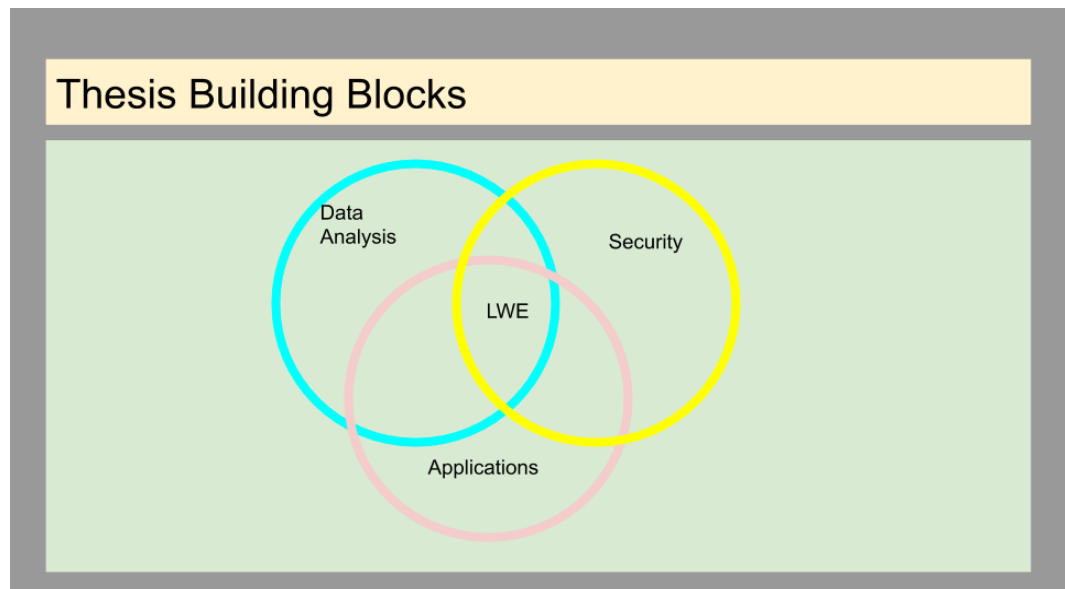 Thesis Building Blocks
Data
Analysis
Security
LWE
Applications